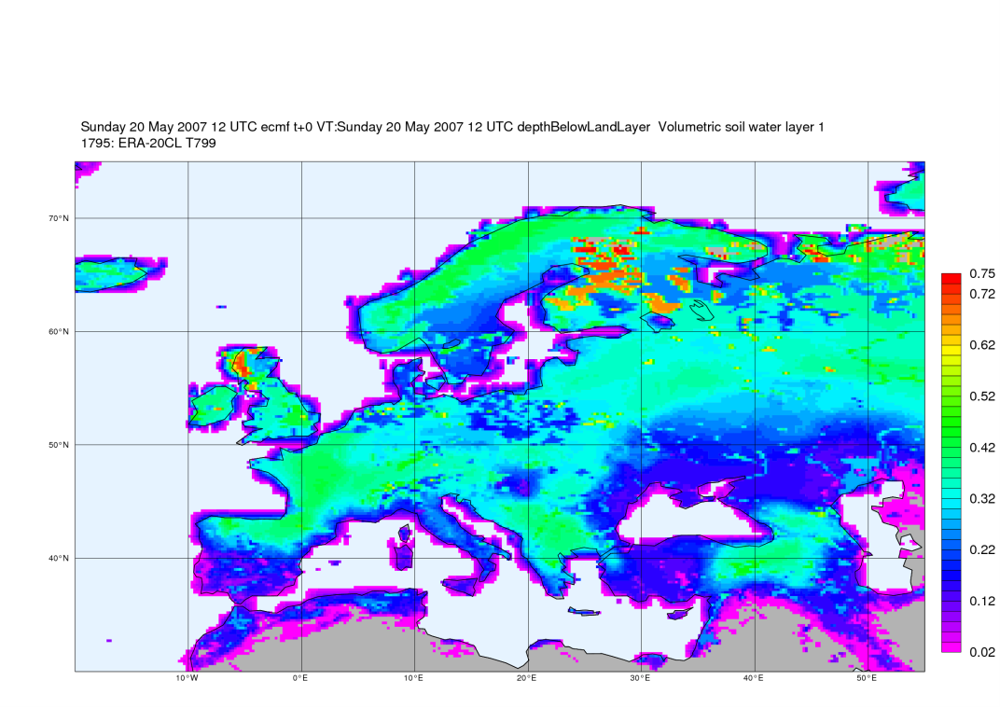 Sunday 20 May 2007 12 UTC ecmf t+0 VT:Sunday 20 May 2007 12 UTC depthBelowLandLayer  Volumetric soil water layer 1
1795: ERA-20CL T799
70°N
60°N
50°N
40°N
10°W
0°E
10°E
20°E
30°E
40°E
50°E
0.75
0.72
0.62
0.52
0.42
0.32
0.22
0.12
0.02